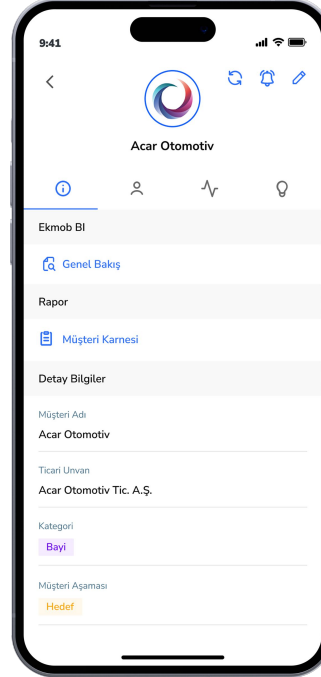 9:41
Acar Otomotiv
Ekmob BI
Genel Bakış
Rapor
Müşteri Karnesi
Detay Bilgiler
Müşteri Adı
Acar Otomotiv
Ticari Unvan
Acar Otomotiv Tic. A.Ş.
Kategori
Bayi
Müşteri Aşaması
Hedef